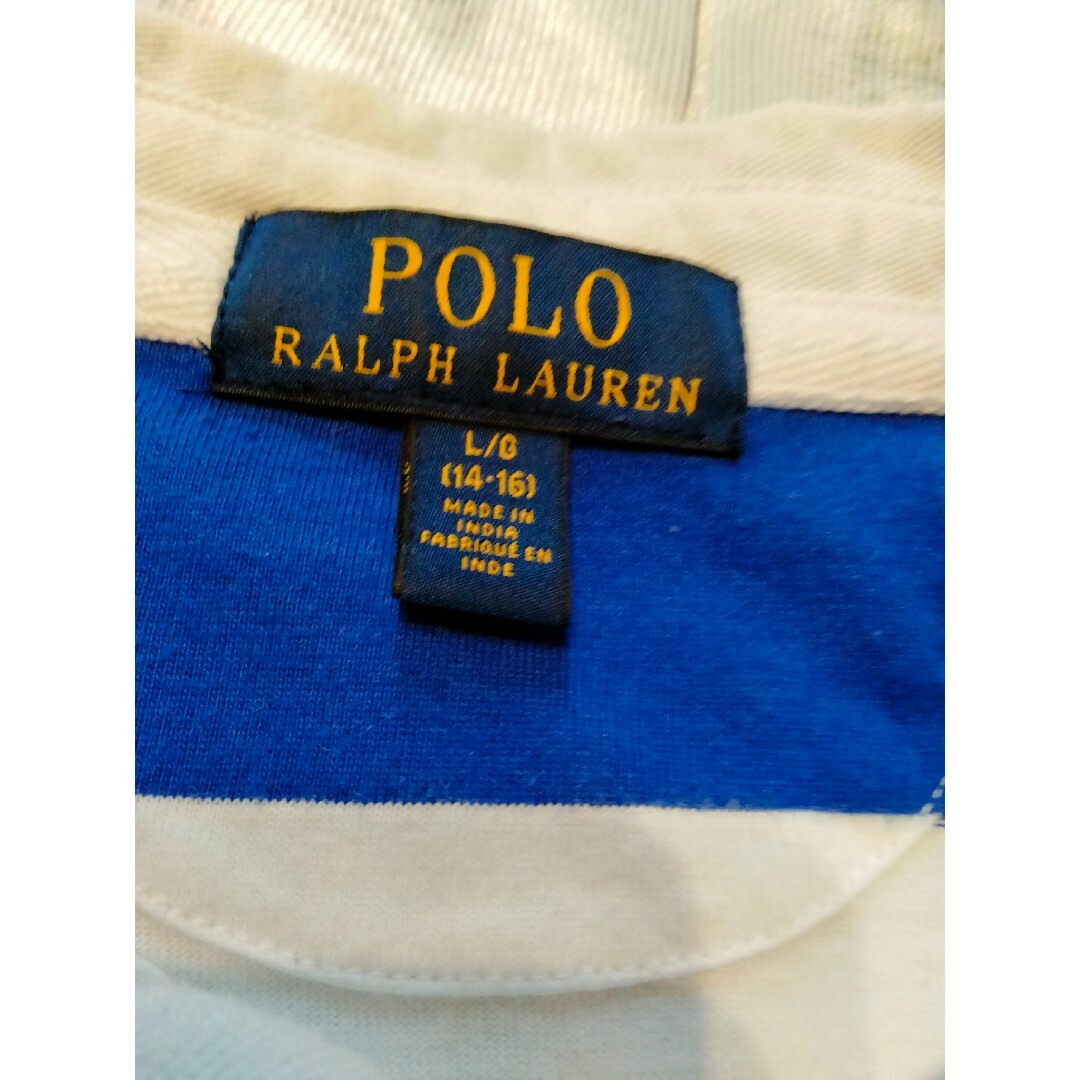 POLO
RALPH LAUREN
L/G
(14-16)
MADE IN
INDIA
FABRIQUÉ EN
INDE